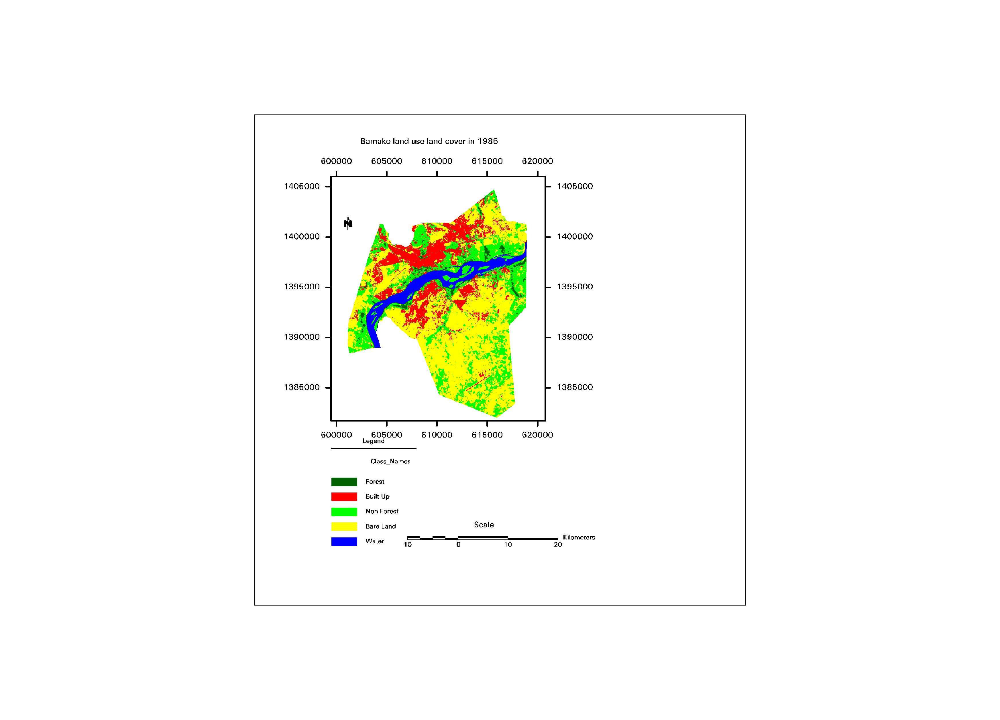 Bamako land use land cover in 1986
600000 605000 610000 615000 620000
1405000 1405000
N
1400000 1400000
1395000 1395000
1390000 1390000
1385000 1385000
600000 605000 610000 615000 620000
Legend
Class_Names
Forest
Built Up
Non Forest
Bare Land
Water
Scale
Kilometers
10 0 10 20